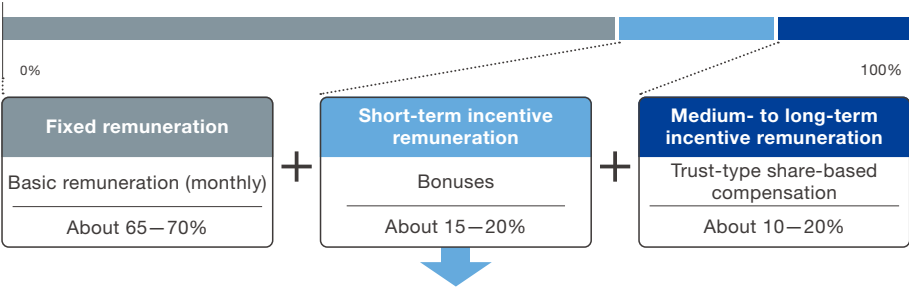 0%
100%
Fixed remuneration
Basic remuneration (monthly)
About 65—70%
+
Short-term incentive
remuneration
Bonuses
About 15—20%
+
Medium- to long-term
incentive remuneration
Trust-type share-based
compensation
About 10—20%